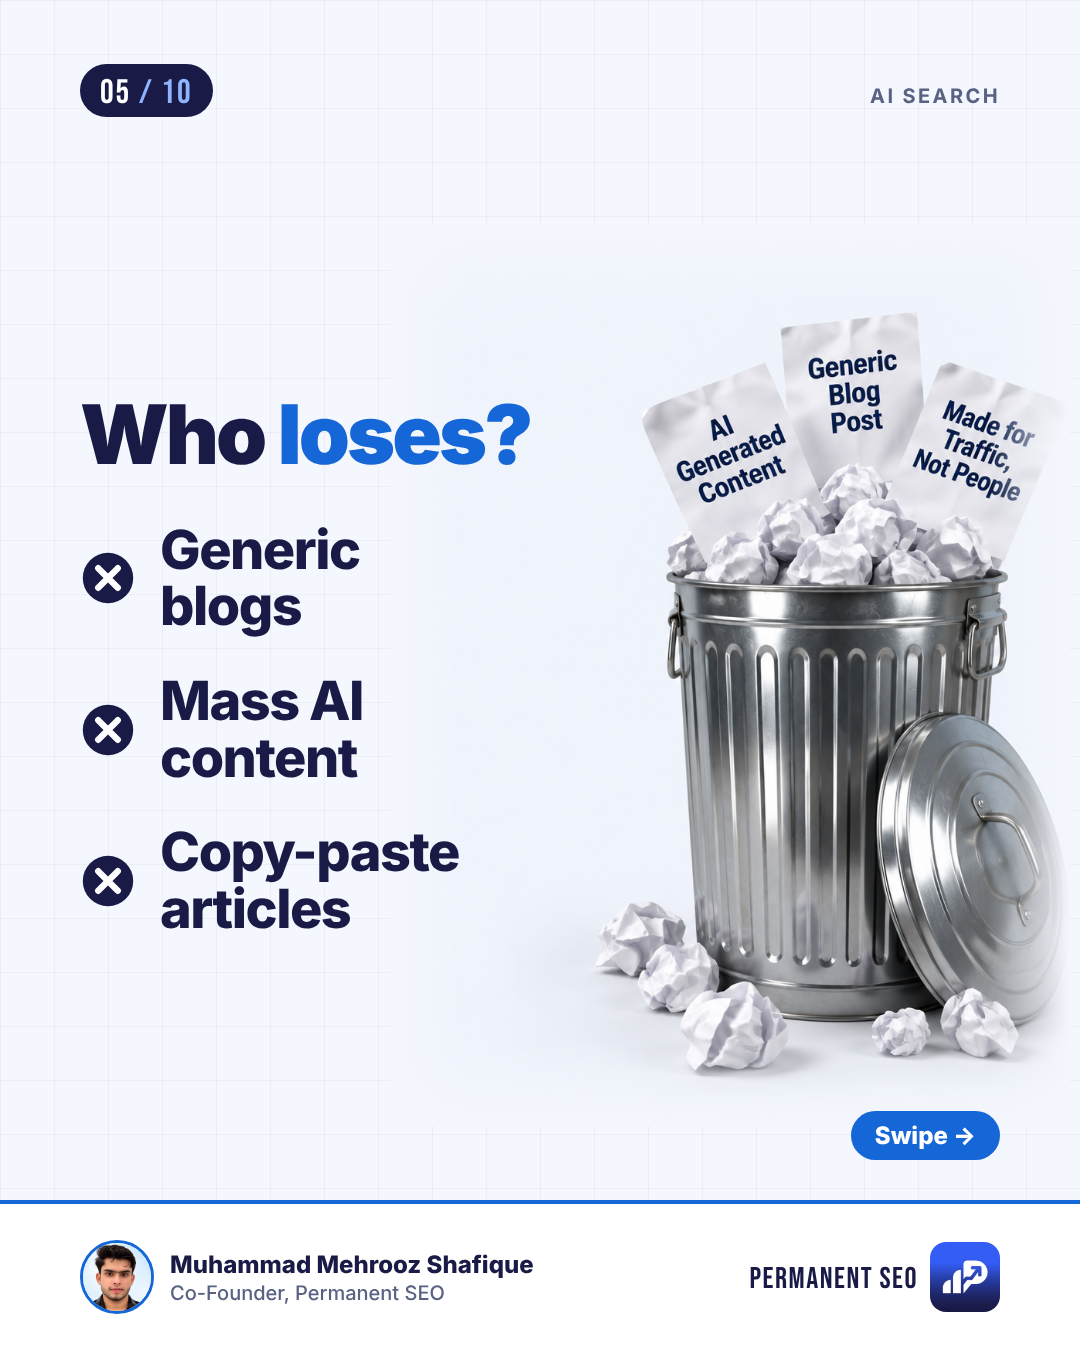 05 / 10
AI SEARCH
Who loses?
Generic
blogs
Mass AI
content
Copy-paste
articles
AI
Generated
Content
Generic
Blog
Post
Made for
Traffic,
Not People
Swipe →
Muhammad Mehrooz Shafique
Co-Founder, Permanent SEO
PERMANENT SEO